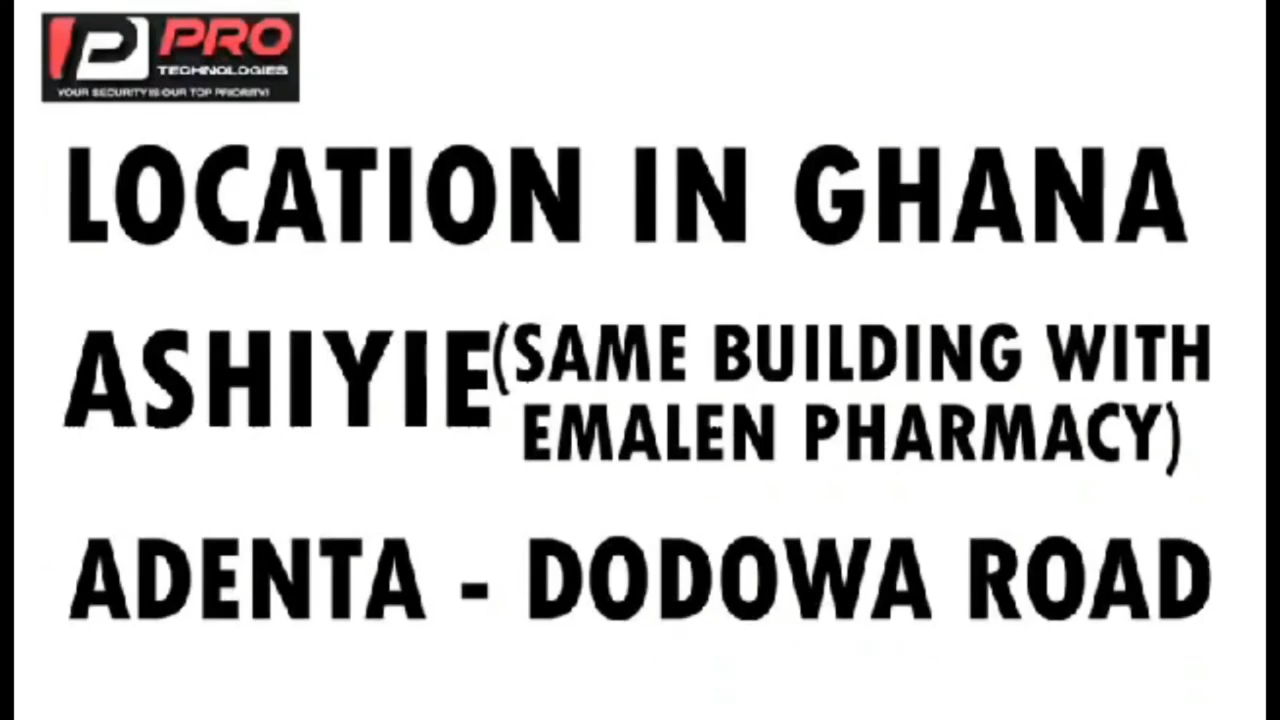 PRO
TECHNOLOGIES
YOUR SECURITY IS OUR TOP PRIORITY!
LOCATION IN GHANA
ASHIYIE (SAME BUILDING WITH
EMALEN PHARMACY)
ADENTA - DODOWA ROAD